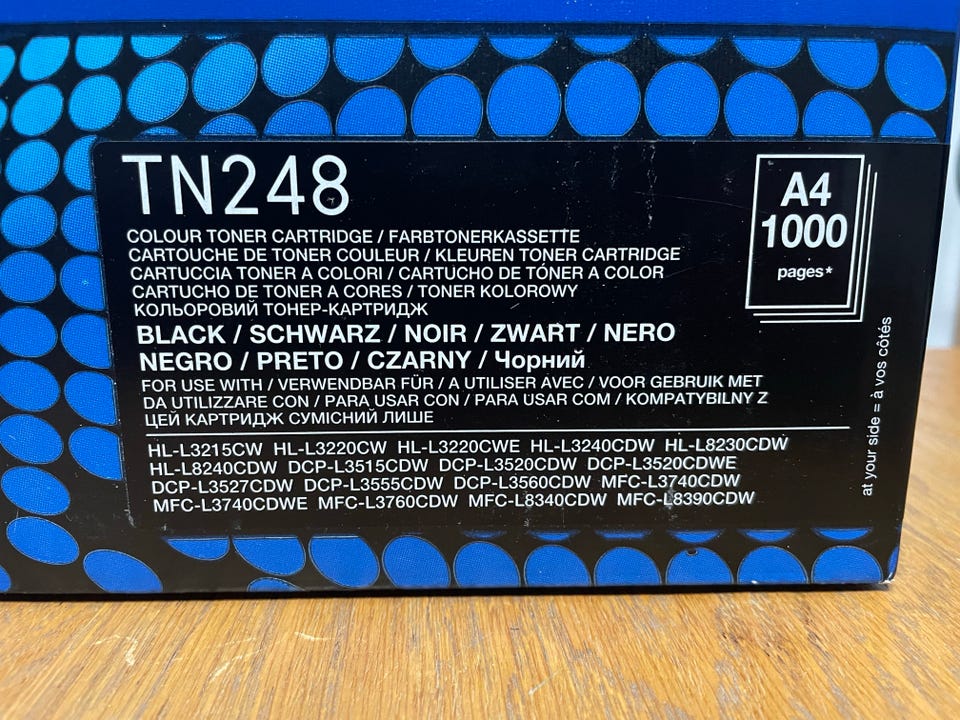 TN248
COLOUR TONER CARTRIDGE / FARBTONERKASSETTE
CARTOUCHE DE TONER COULEUR / KLEUREN TONER CARTRIDGE
CARTUCCIA TONER A COLORI / CARTUCHO DE TÓNER A COLOR
CARTUCHO DE TONER A CORES / TONER KOLOROWY
КОЛЬОРОВИЙ ТОНЕР-КАРТРИДЖ
BLACK / SCHWARZ / NOIR / ZWART / NERO
NEGRO / PRETO / CZARNY / Чорний
FOR USE WITH / VERWENDBAR FÜR / A UTILISER AVEC / VOOR GEBRUIK MET
DA UTILIZZARE CON / PARA USAR CON / PARA USAR COM / KOMPATYBILNY Z
ЦЕЙ КАРТРИДЖ СУМІСНИЙ ЛИШЕ
HL-L3215CW HL-L3220CW HL-L3220CWE HL-L3240CDW HL-L8230CDW
HL-L8240CDW DCP-L3515CDW DCP-L3520CDW DCP-L3520CDWE
DCP-L3527CDW DCP-L3555CDW DCP-L3560CDW MFC-L3740CDW
MFC-L3740CDWE MFC-L3760CDW MFC-L8340CDW MFC-L8390CDW
A4
1000
pages*
at your side = à vos côtés